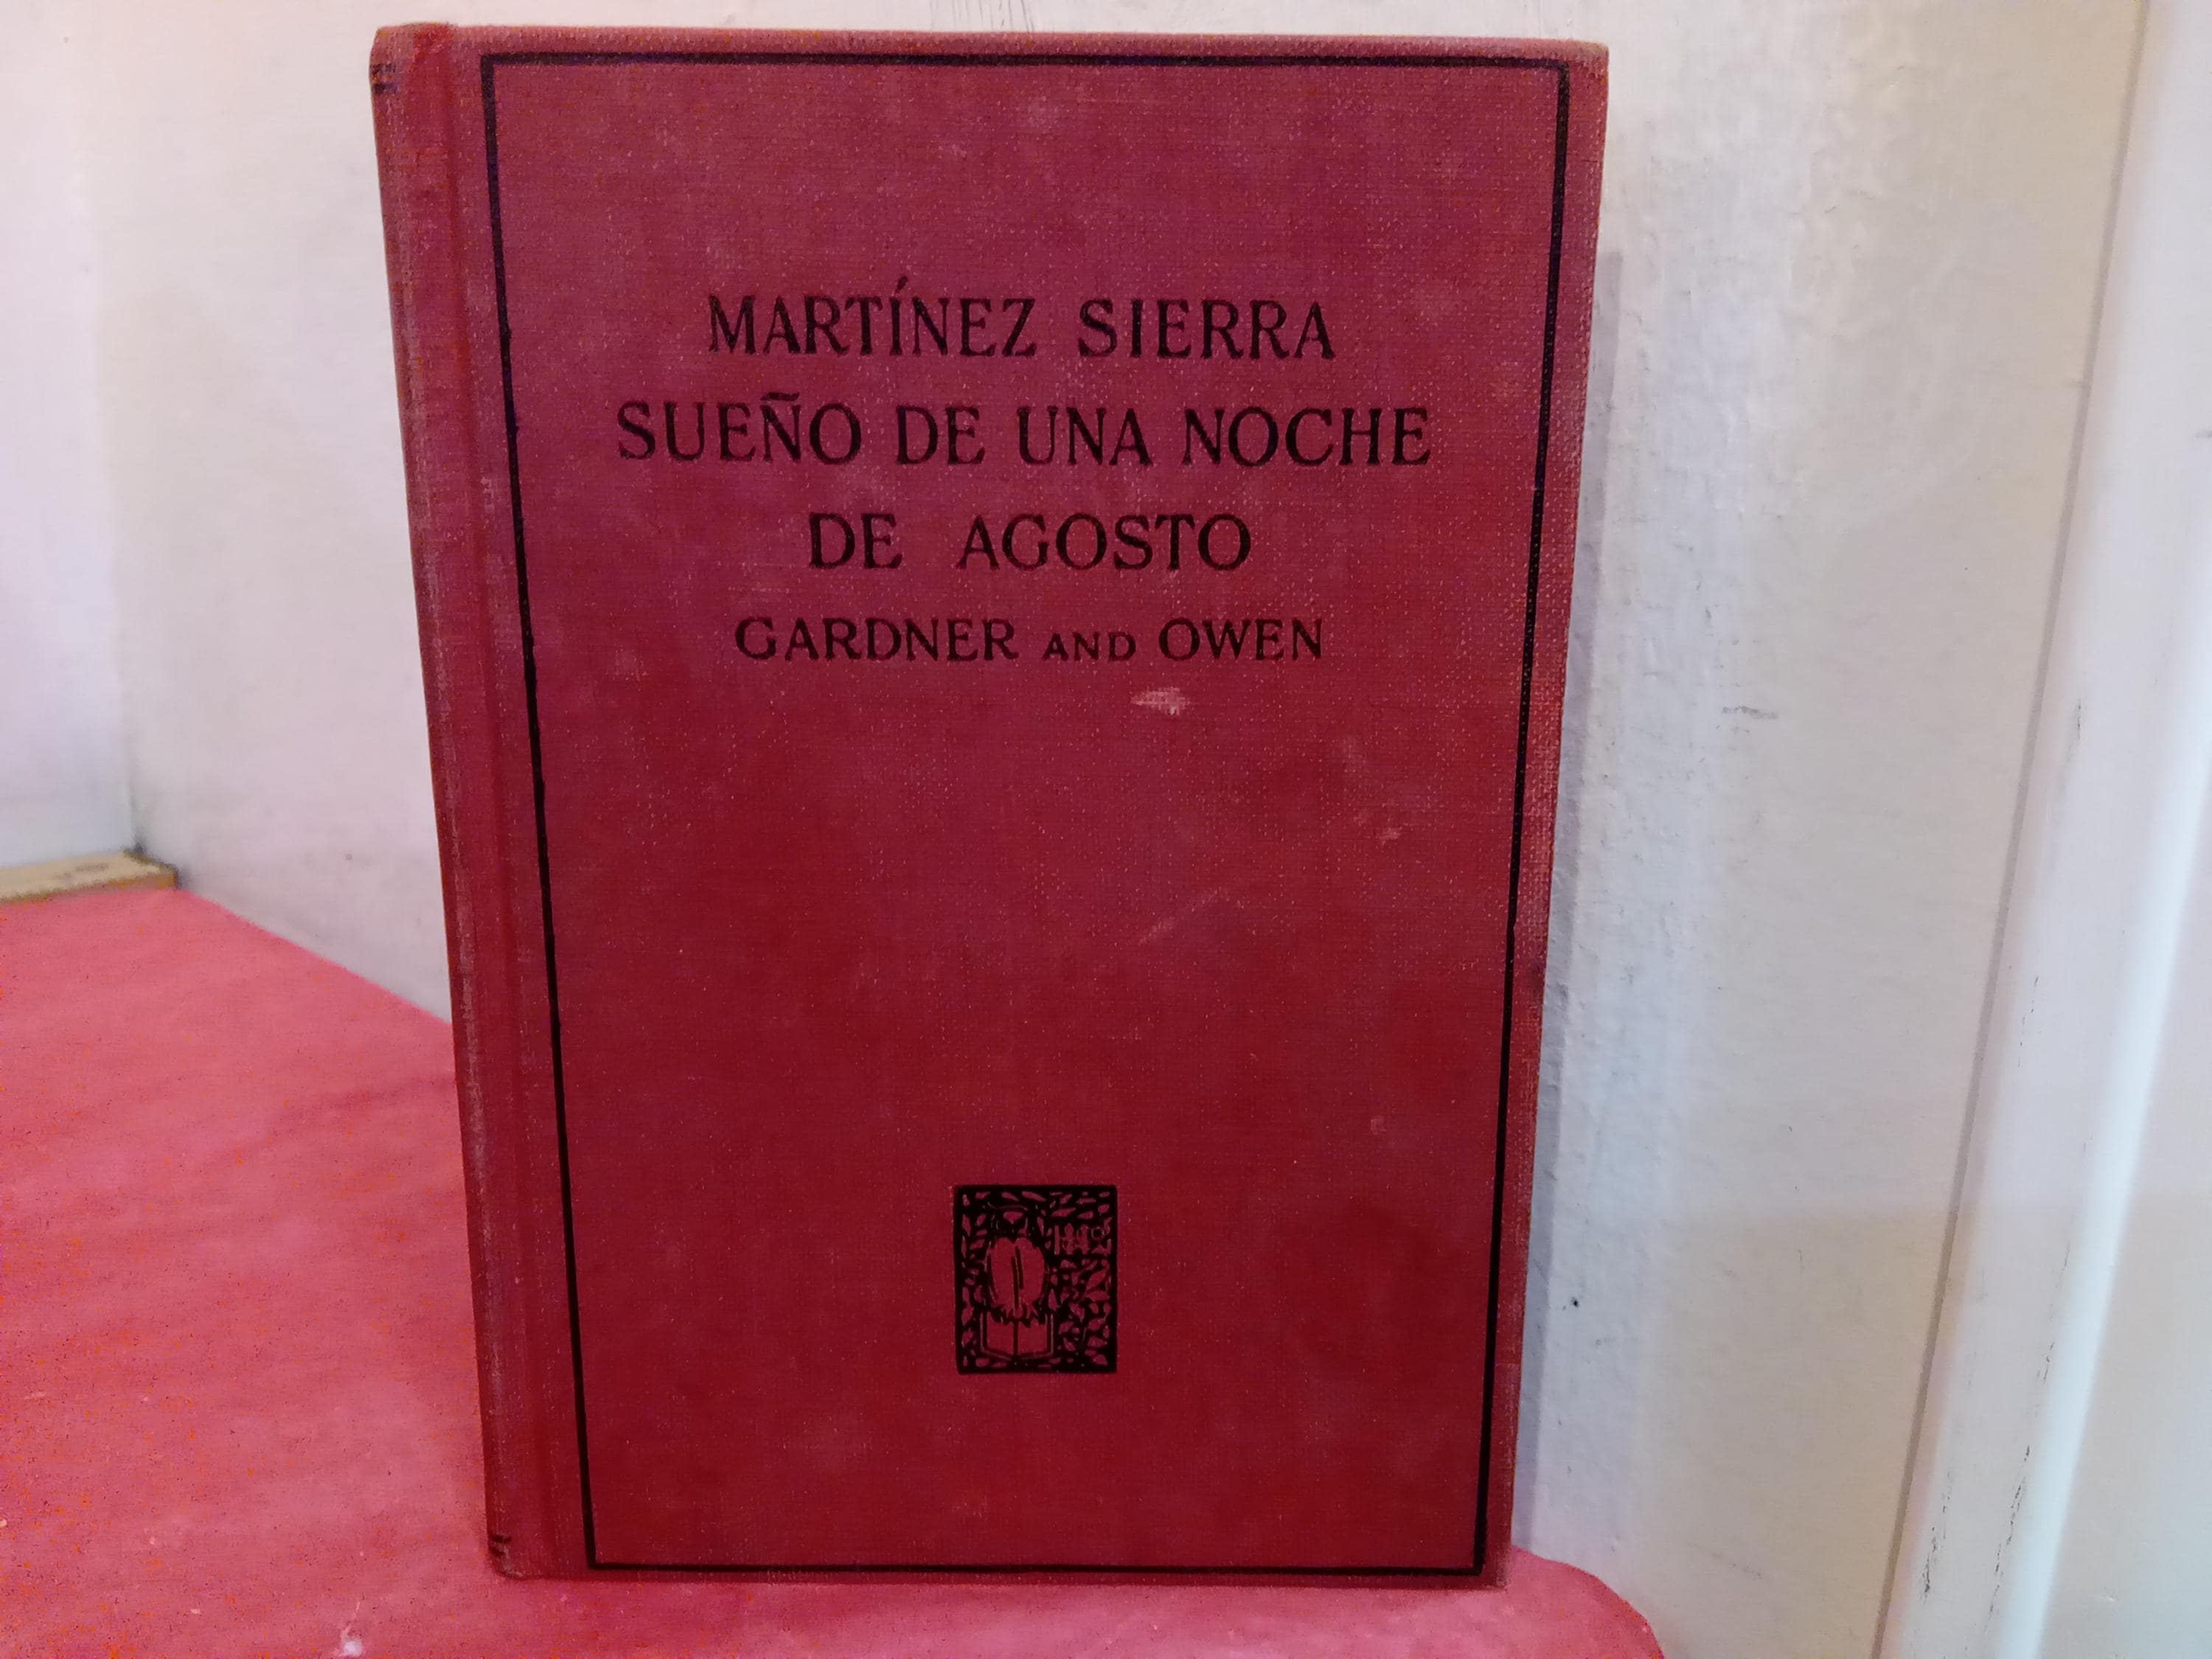 MARTÍNEZ SIERRA
SUEÑO DE UNA NOCHE
DE AGOSTO
GARDNER AND OWEN